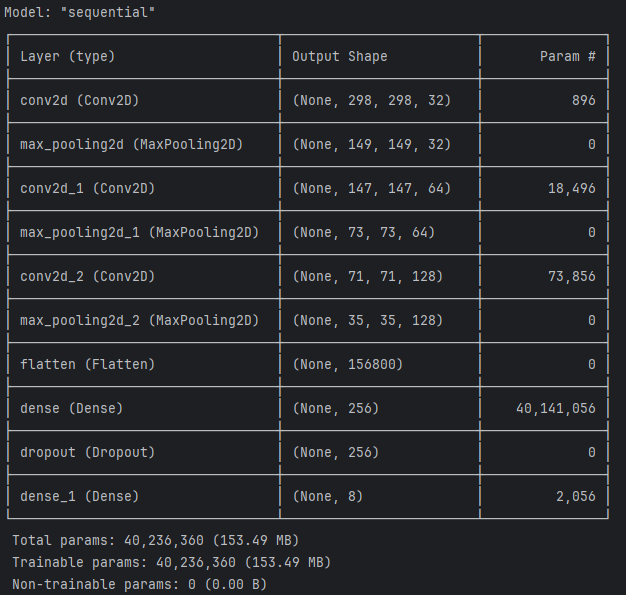 Model: "sequential"
Layer (type) Output Shape Param #
conv2d (Conv2D) (None, 298, 298, 32) 896
max_pooling2d (MaxPooling2D) (None, 149, 149, 32) 0
conv2d_1 (Conv2D) (None, 147, 147, 64) 18,496
max_pooling2d_1 (MaxPooling2D) (None, 73, 73, 64) 0
conv2d_2 (Conv2D) (None, 71, 71, 128) 73,856
max_pooling2d_2 (MaxPooling2D) (None, 35, 35, 128) 0
flatten (Flatten) (None, 156800) 0
dense (Dense) (None, 256) 40,141,056
dropout (Dropout) (None, 256) 0
dense_1 (Dense) (None, 8) 2,056
Total params: 40,236,360 (153.49 MB)
Trainable params: 40,236,360 (153.49 MB)
Non-trainable params: 0 (0.00 B)